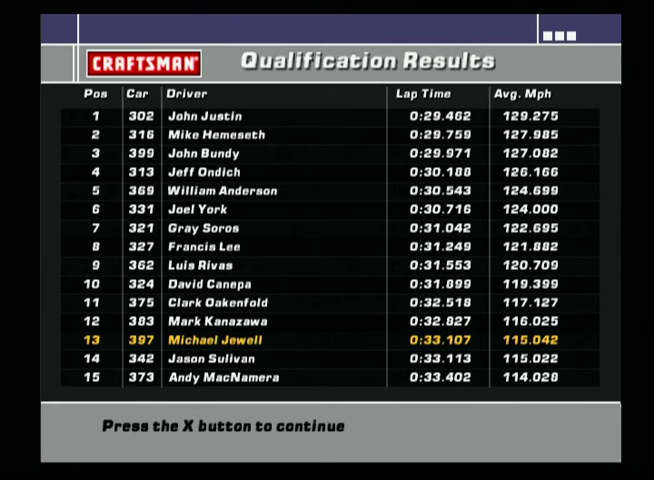 CRAFTSMAN Qualification Results
Pos Car Driver Lap Time Avg. Mph
1 302 John Justin 0:29.462 129.275
2 316 Mike Hemeseth 0:29.759 127.985
3 399 John Bundy 0:29.971 127.082
4 313 Jeff Ondich 0:30.188 126.166
5 369 William Anderson 0:30.543 124.699
6 331 Joel York 0:30.716 124.000
7 321 Gray Soros 0:31.042 122.695
8 327 Francis Lee 0:31.249 121.882
9 362 Luis Rivas 0:31.553 120.709
10 324 David Canepa 0:31.899 119.399
11 375 Clark Oakenfold 0:32.518 117.127
12 383 Mark Kanazawa 0:32.827 116.025
13 397 Michael Jewell 0:33.107 115.042
14 342 Jason Sulivan 0:33.113 115.022
15 373 Andy MacNamera 0:33.402 114.028
Press the X button to continue